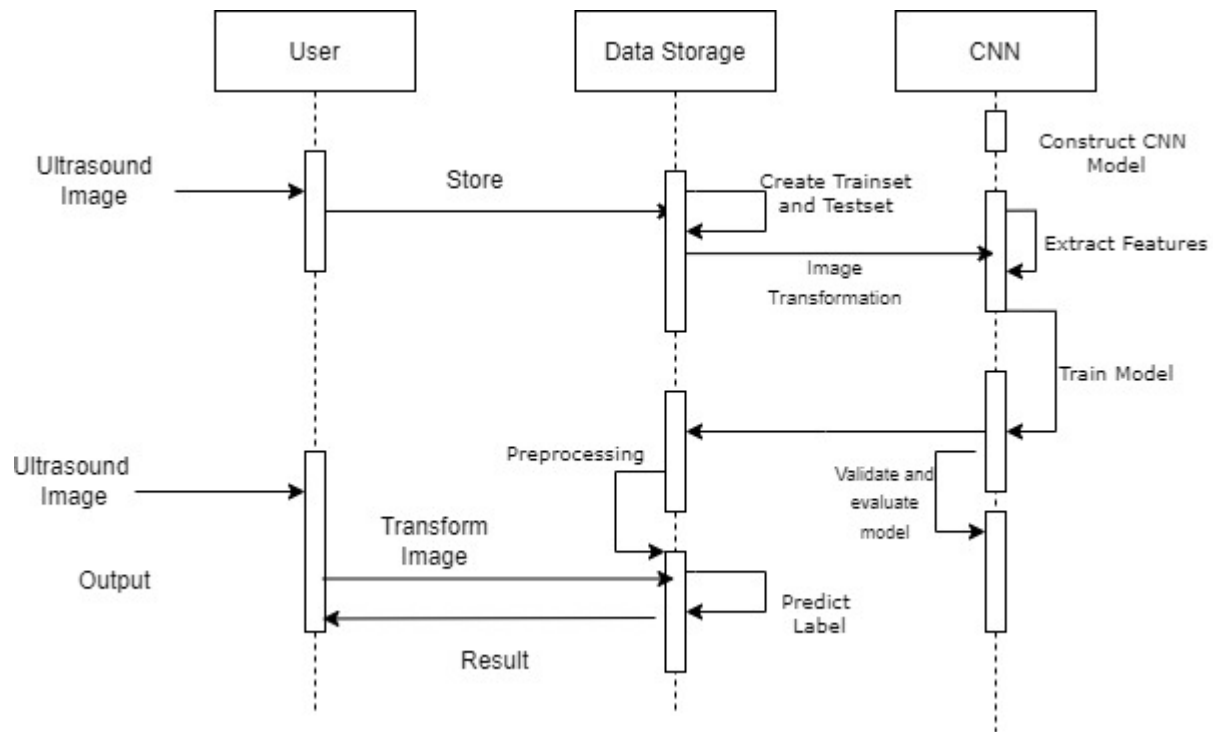 User
Data Storage
CNN
Construct CNN
Model
Ultrasound
Image
Store
Create Trainset
and Testset
Extract Features
Image
Transformation
Train Model
Preprocessing
Ultrasound
Image
Validate and
evaluate
model
Transform
Image
Output
Predict
Label
Result